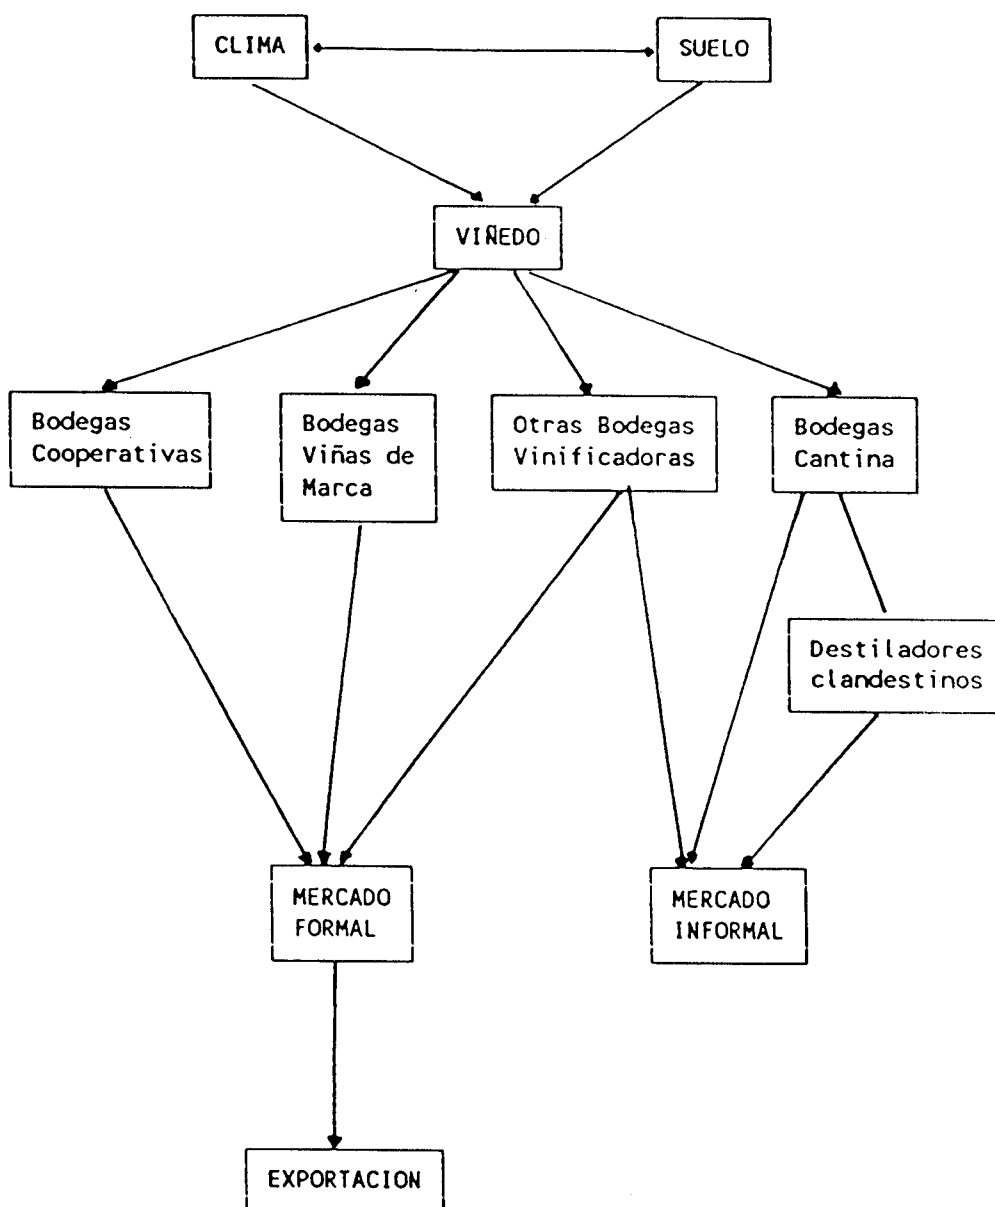 CLIMA
SUELO
VIÑEDO
Bodegas
Cooperativas
Bodegas
Viñas de
Marca
Otras Bodegas
Vinificadoras
Bodegas
Cantina
Destiladores
clandestinos
MERCADO
FORMAL
MERCADO
INFORMAL
EXPORTACION